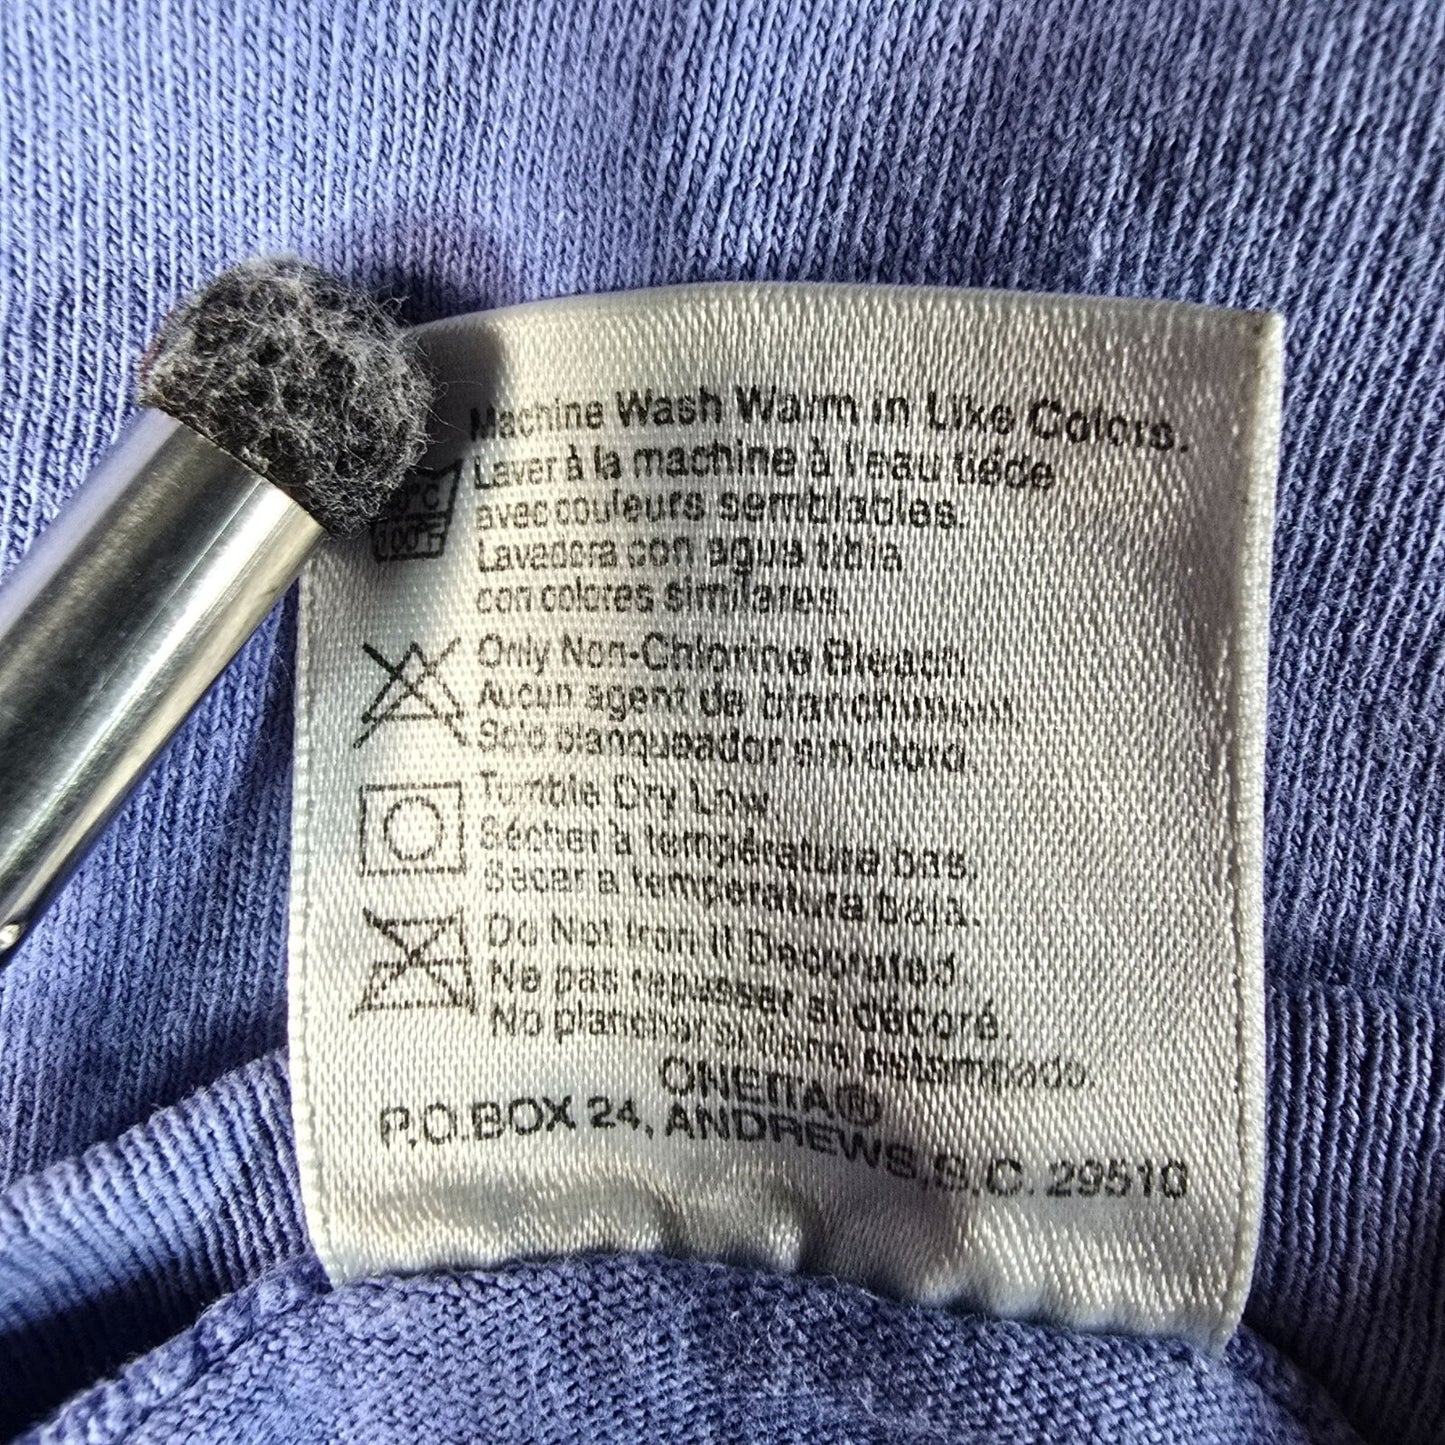 Machine Wash Warm in Like Colors.
Laver à la machine à l'eau tiéde
avec couleurs semblables.
Lavadora con agua tibia
con colores similares.
Only Non-Chlorine Bleach.
Aucun agent de blanchiment.
Solo blanqueador sin cloro.
Tumble Dry Low.
Sécher à température bas.
Secar a temperatura baja.
Do Not Iron If Decorated.
Ne pas repasser si décoré.
No planchar si tiene estampado.
ONEITA®
P.O. BOX 24, ANDREWS, S.C. 29510